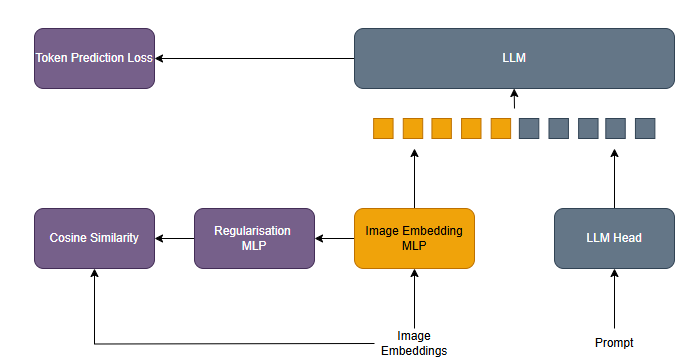 Token Prediction Loss
LLM
Cosine Similarity
Regularisation
MLP
Image Embedding
MLP
LLM Head
Image
Embeddings
Prompt